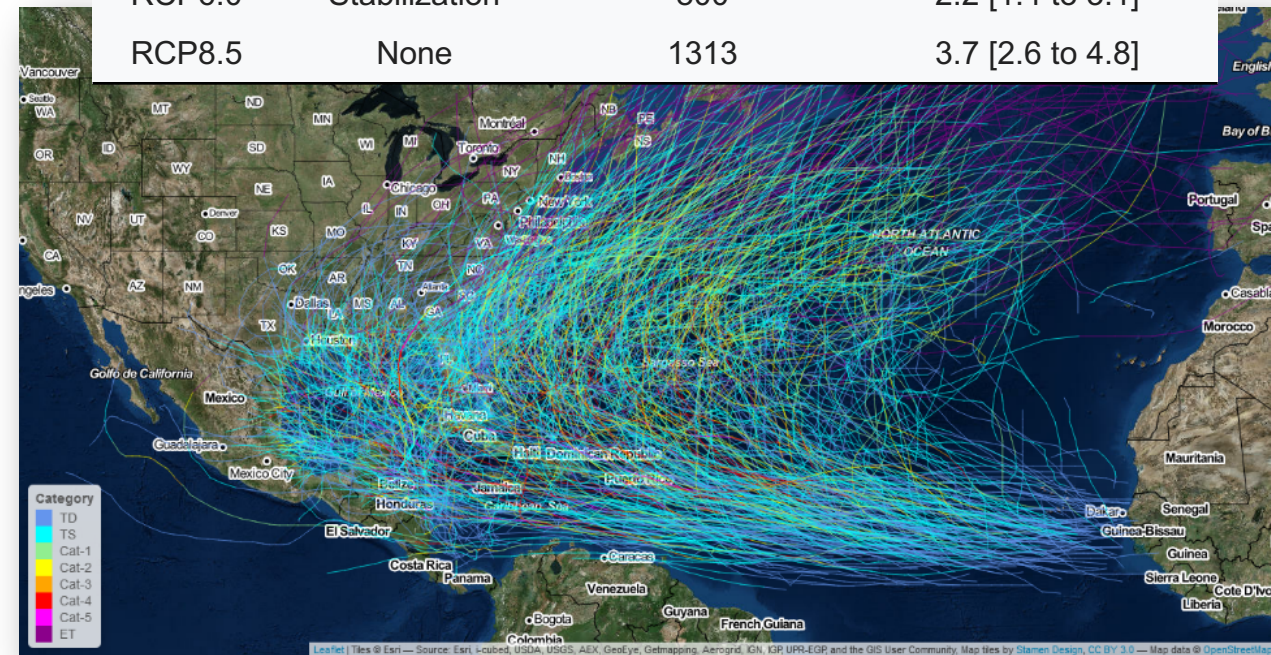 RCP8.5 None 1313 3.7 [2.6 to 4.8]
Vancouver
English
Seattle
WA
MT
ND
MN
NB
PE
Montréal
NS
Bay of B
OR
ID
SD
WI
MI
Toronto
WY
NH
NY
IA
NE
Chicago
PA
New York
Portugal
IL
IN
OH
Denver
Philadelphia
NV
UT
CO
KS
MO
KY
VA
NORTH ATLANTIC
OCEAN
CA
TN
NC
OK
AR
AZ
NM
Atlanta
SC
ngeles
Dallas
LA
MS
AL
GA
Casabla
TX
Houston
Morocco
FL
Sargasso Sea
Golfo de California
Gulf of Mexico
Miami
Mexico
Havana
Cuba
Guadalajara
Haiti
Dominican Republic
Mauritania
Mexico City
Puerto Rico
Belize
Jamaica
Honduras
Caribbean Sea
Dakar
Senegal
El Salvador
Guinea-Bissau
Guinea
Caracas
Costa Rica
Panama
Sierra Leone
Venezuela
Cote D'Ivo
Liberia
Guyana
French Guiana
Bogota
Colombia
Category
TD
TS
Cat-1
Cat-2
Cat-3
Cat-4
Cat-5
ET
Leaflet | Tiles © Esri — Source: Esri, i-cubed, USDA, USGS, AEX, GeoEye, Getmapping, Aerogrid, IGN, IGP, UPR-EGP, and the GIS User Community, Map tiles by Stamen Design, CC BY 3.0 — Map data © OpenStreetMap